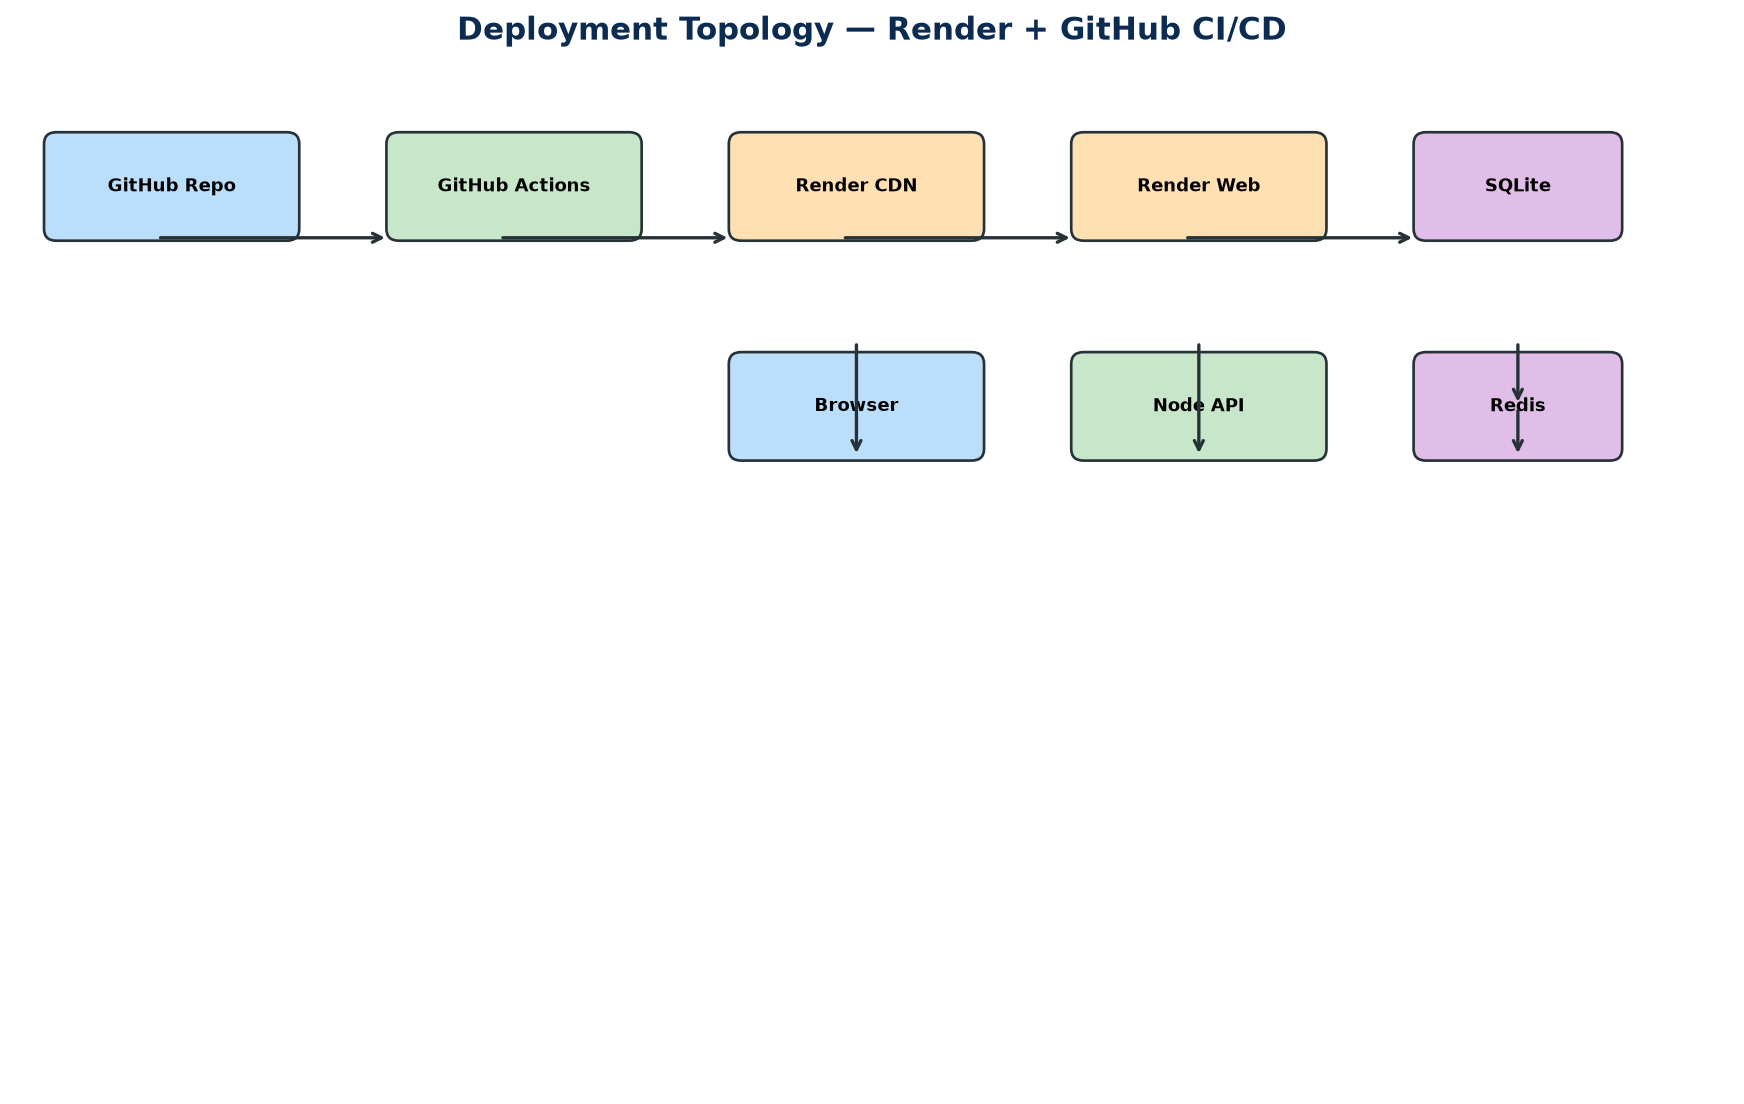 Deployment Topology — Render + GitHub CI/CD
GitHub Repo
GitHub Actions
Render CDN
Render Web
SQLite
Browser
Node API
Redis